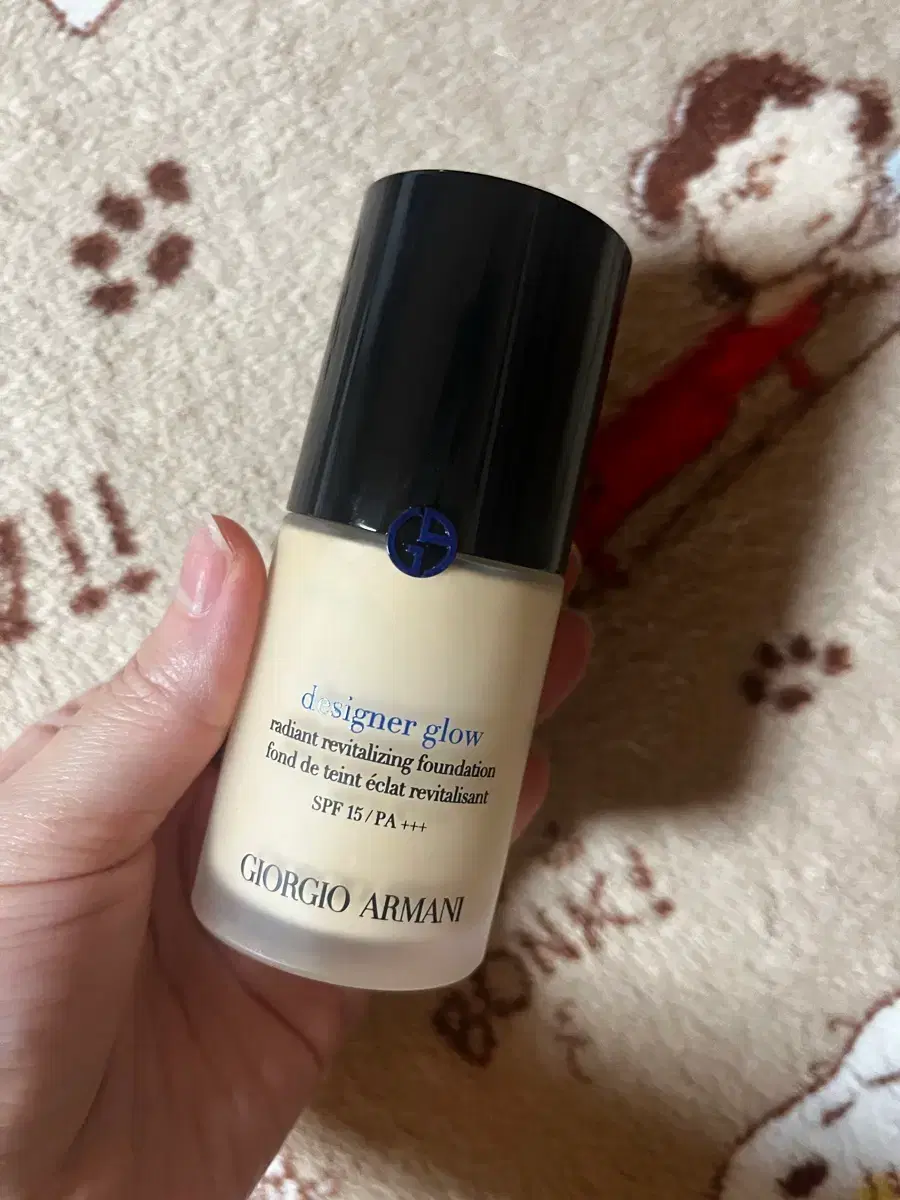 designer glow
radiant revitalizing foundation
fond de teint éclat revitalisant
SPF 15 / PA +++
GIORGIO ARMANI
BONK!